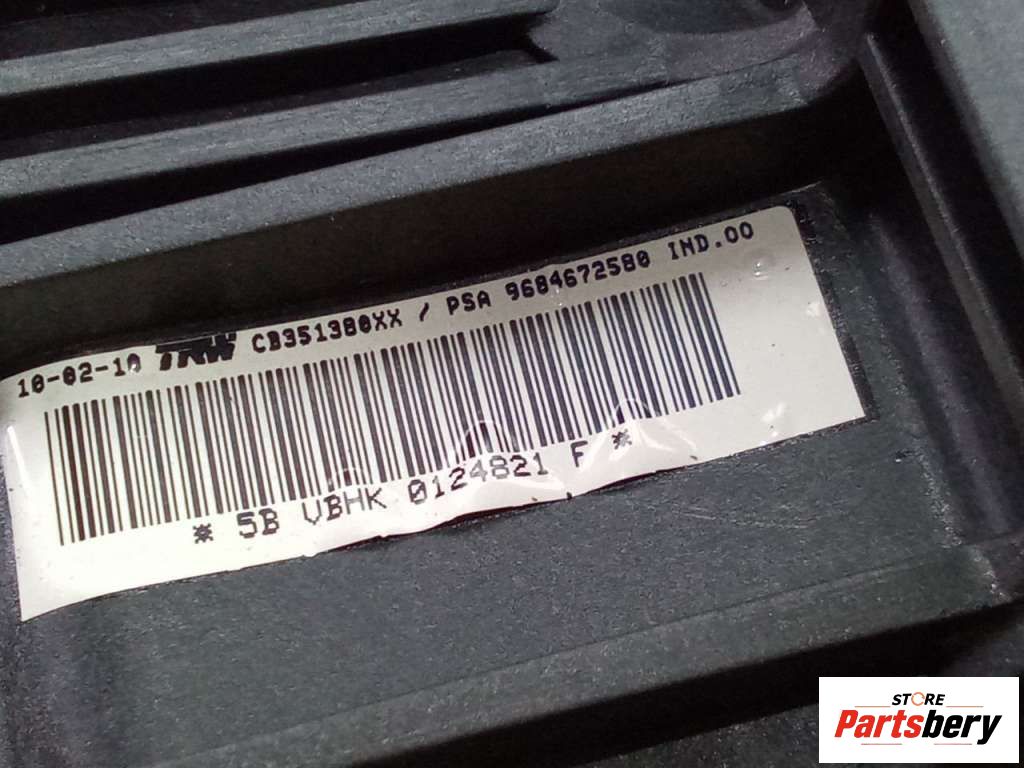 10-02-10 TRW CB351380XX / PSA 9684672580 IND.00
* 5B VBHK 0124821 F *
STORE
Partsbery